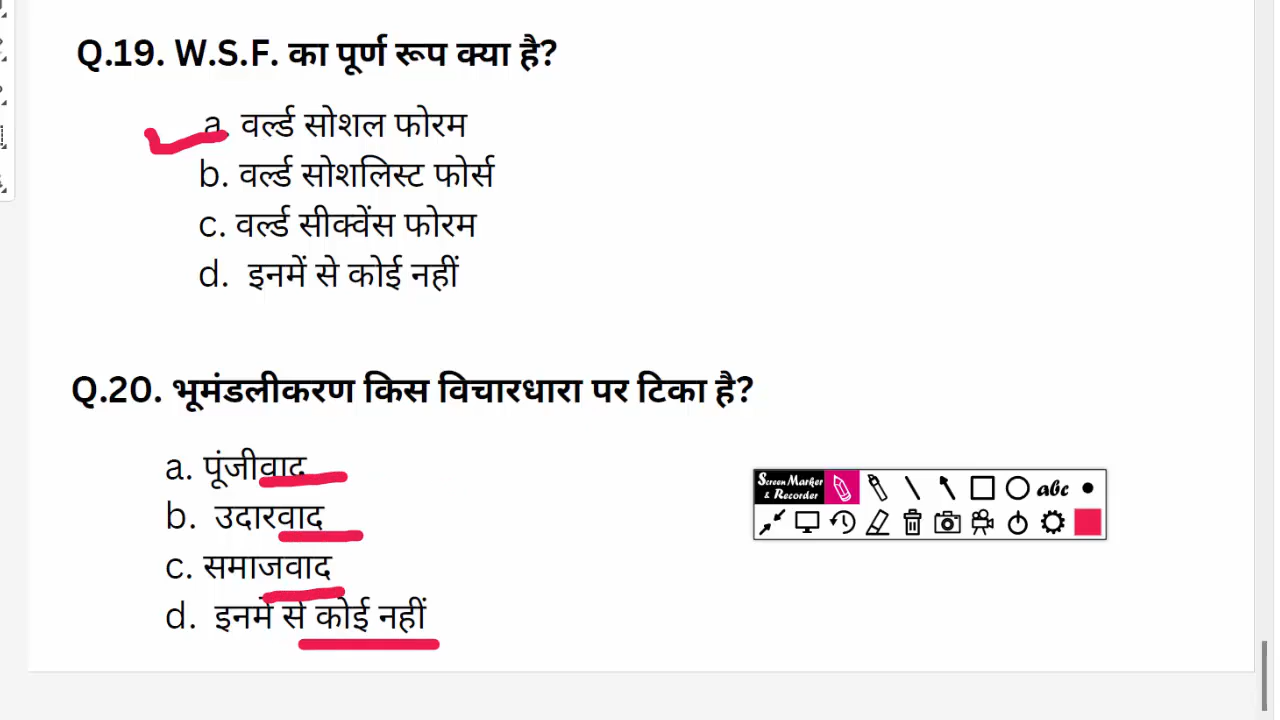 Q.19. W.S.F. का पूर्ण रूप क्या है?
a. वर्ल्ड सोशल फोरम
b. वर्ल्ड सोशलिस्ट फोर्स
c. वर्ल्ड सीक्वेंस फोरम
d. इनमें से कोई नहीं
Q.20. भूमंडलीकरण किस विचारधारा पर टिका है?
a. पूंजीवाद
b. उदारवाद
c. समाजवाद
d. इनमें से कोई नहीं
Screen Marker
& Recorder
abc